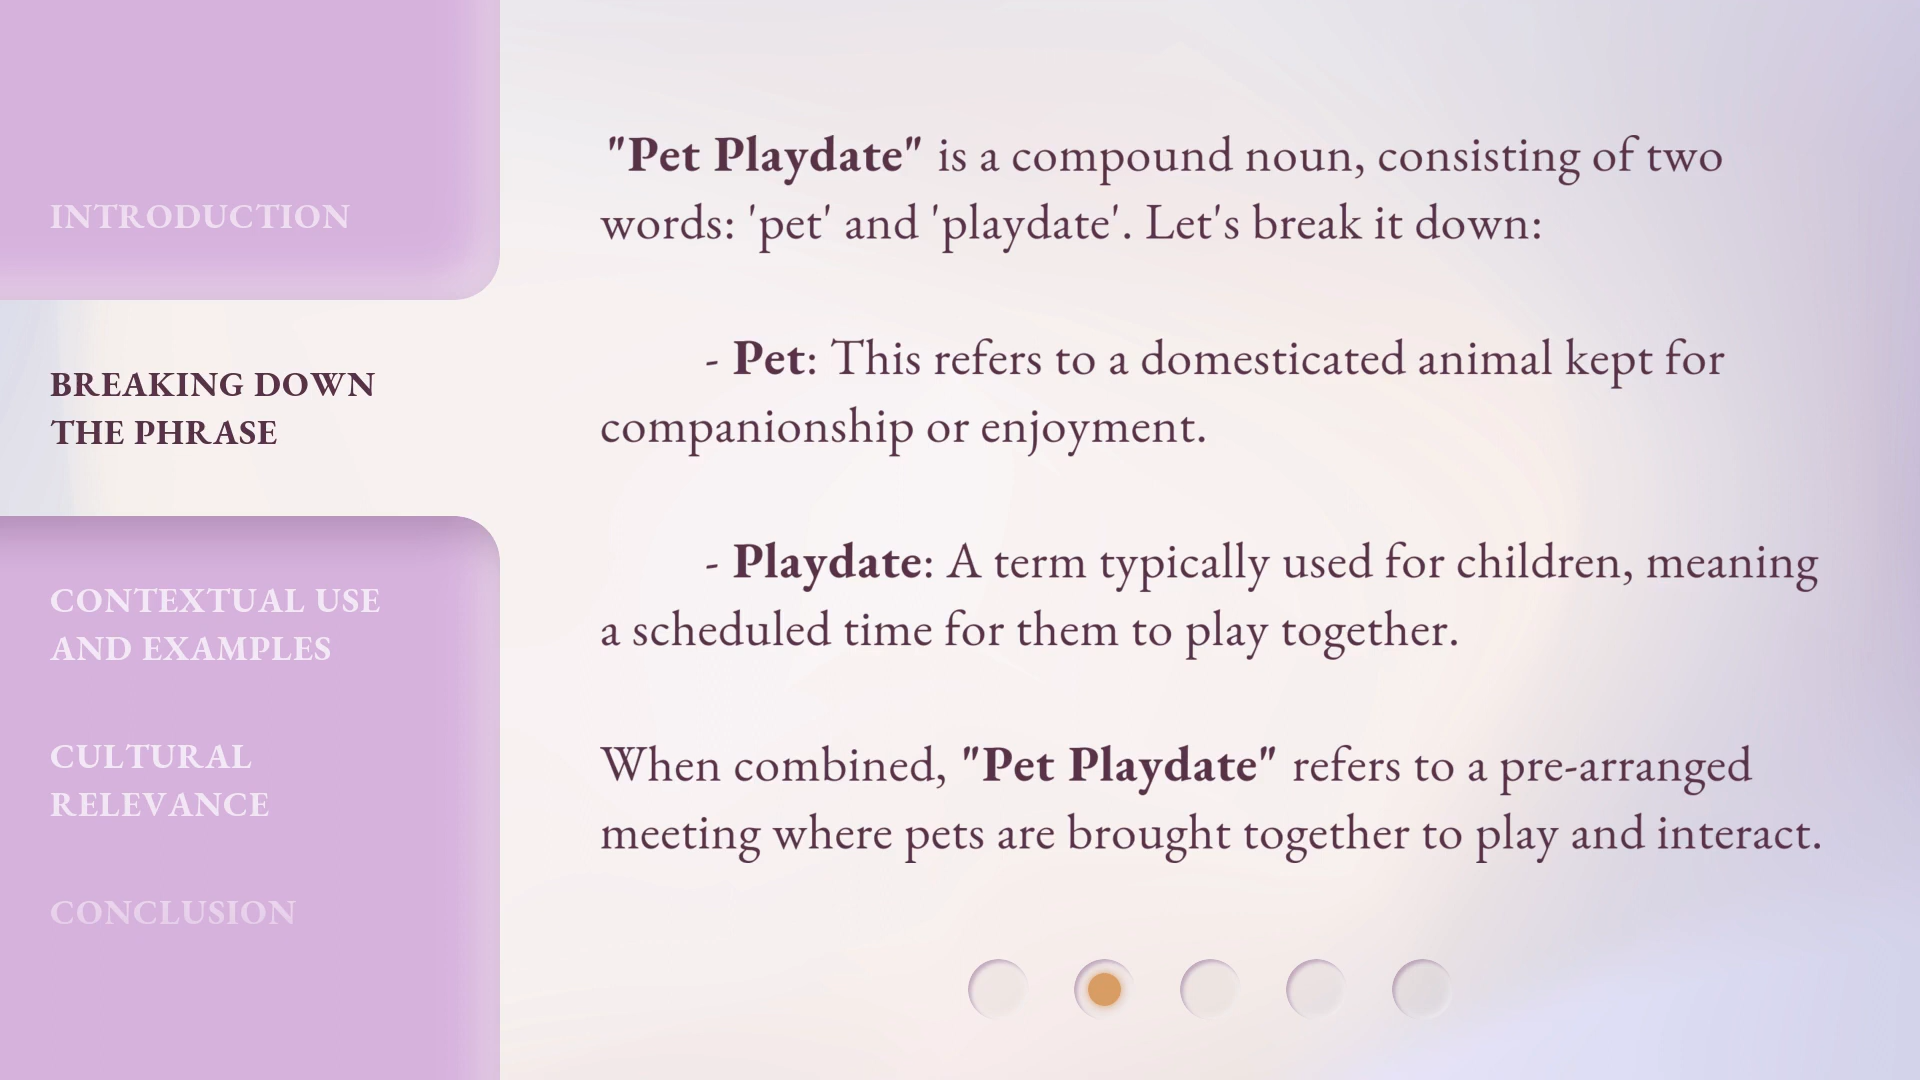 INTRODUCTION
BREAKING DOWN
THE PHRASE
CONTEXTUAL USE
AND EXAMPLES
CULTURAL
RELEVANCE
CONCLUSION
"Pet Playdate" is a compound noun, consisting of two
words: 'pet' and 'playdate'. Let's break it down:
- Pet: This refers to a domesticated animal kept for
companionship or enjoyment.
- Playdate: A term typically used for children, meaning
a scheduled time for them to play together.
When combined, "Pet Playdate" refers to a pre-arranged
meeting where pets are brought together to play and interact.